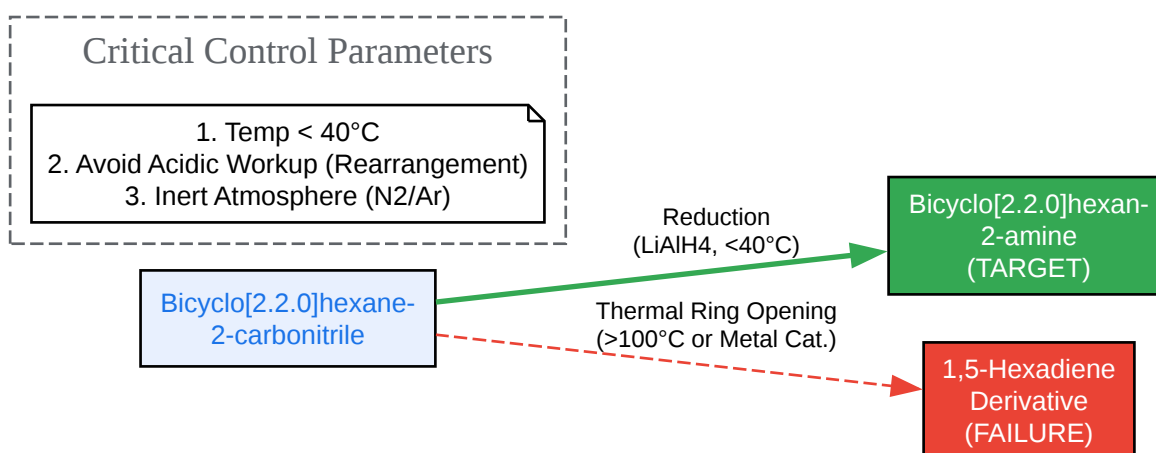 Critical Control Parameters
1. Temp < 40°C
2. Avoid Acidic Workup (Rearrangement)
3. Inert Atmosphere (N2/Ar)
Reduction
(LiAlH4, <40°C)
Bicyclo[2.2.0]hexan-
2-amine
(TARGET)
Bicyclo[2.2.0]hexane-
2-carbonitrile
Thermal Ring Opening
(>100°C or Metal Cat.)
1,5-Hexadiene
Derivative
(FAILURE)